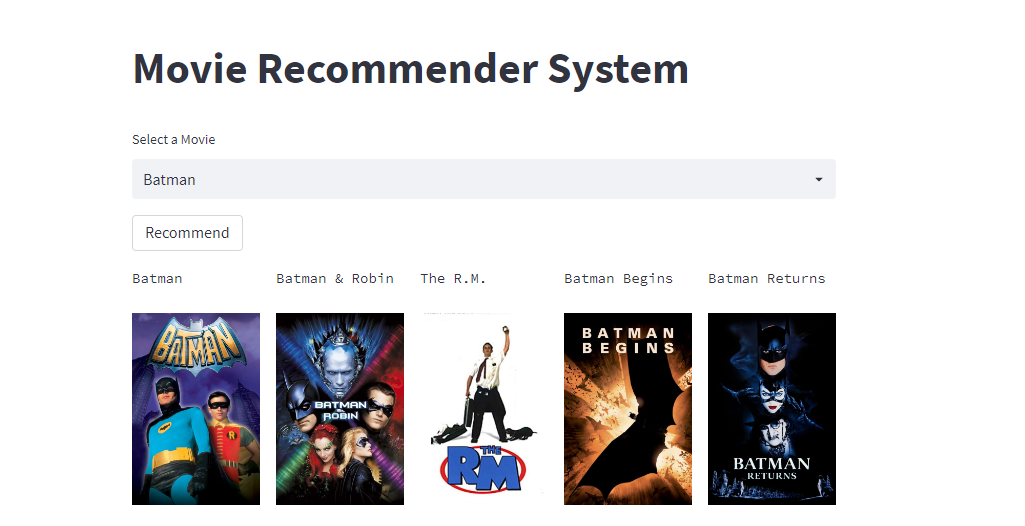 Movie Recommender System
Select a Movie
Batman
Recommend
Batman
Batman & Robin
The R.M.
Batman Begins
Batman Returns
BATMAN
BATMAN
&
ROBIN
THE
RM
BATMAN
BEGINS
BATMAN
RETURNS